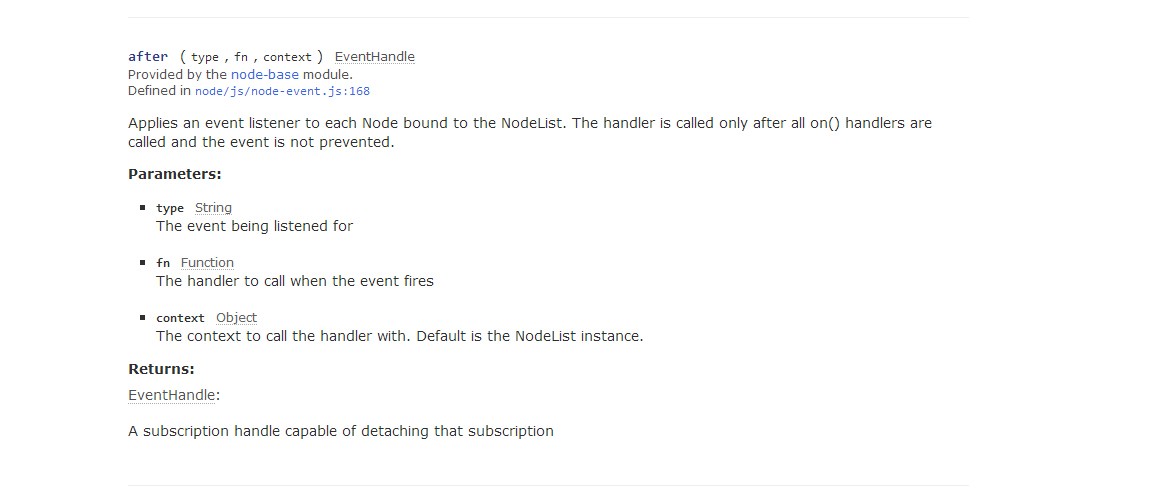 after ( type , fn , context ) EventHandle
Provided by the node-base module.
Defined in node/js/node-event.js:168
Applies an event listener to each Node bound to the NodeList. The handler is called only after all on() handlers are
called and the event is not prevented.
Parameters:
type String
The event being listened for
fn Function
The handler to call when the event fires
context Object
The context to call the handler with. Default is the NodeList instance.
Returns:
EventHandle:
A subscription handle capable of detaching that subscription